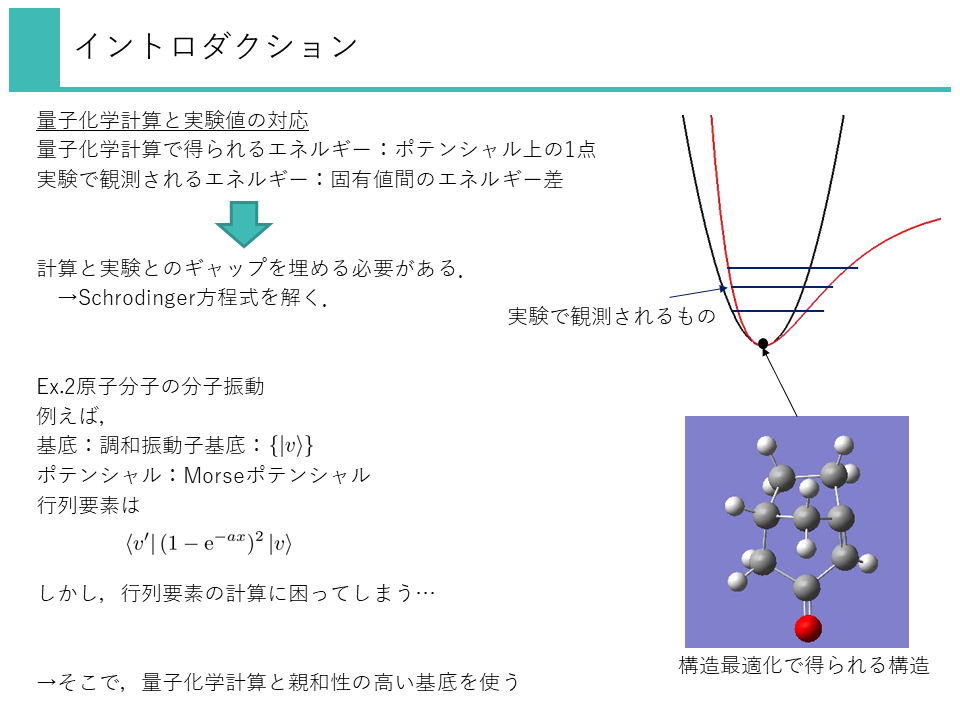 イントロダクション
量子化学計算と実験値の対応
量子化学計算で得られるエネルギー：ポテンシャル上の1点
実験で観測されるエネルギー：固有値間のエネルギー差
計算と実験とのギャップを埋める必要がある．
→Schrodinger方程式を解く．
実験で観測されるもの
Ex.2原子分子の分子振動
例えば，
基底：調和振動子基底：{|v⟩}
ポテンシャル：Morseポテンシャル
行列要素は
⟨v′| (1 − e^{−ax})^2 |v⟩
しかし，行列要素の計算に困ってしまう…
構造最適化で得られる構造
→そこで，量子化学計算と親和性の高い基底を使う